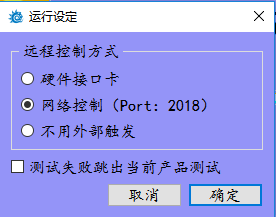 运行设定
远程控制方式
硬件接口卡
网络控制（Port：2018）
不用外部触发
测试失败跳出当前产品测试
取消
确定